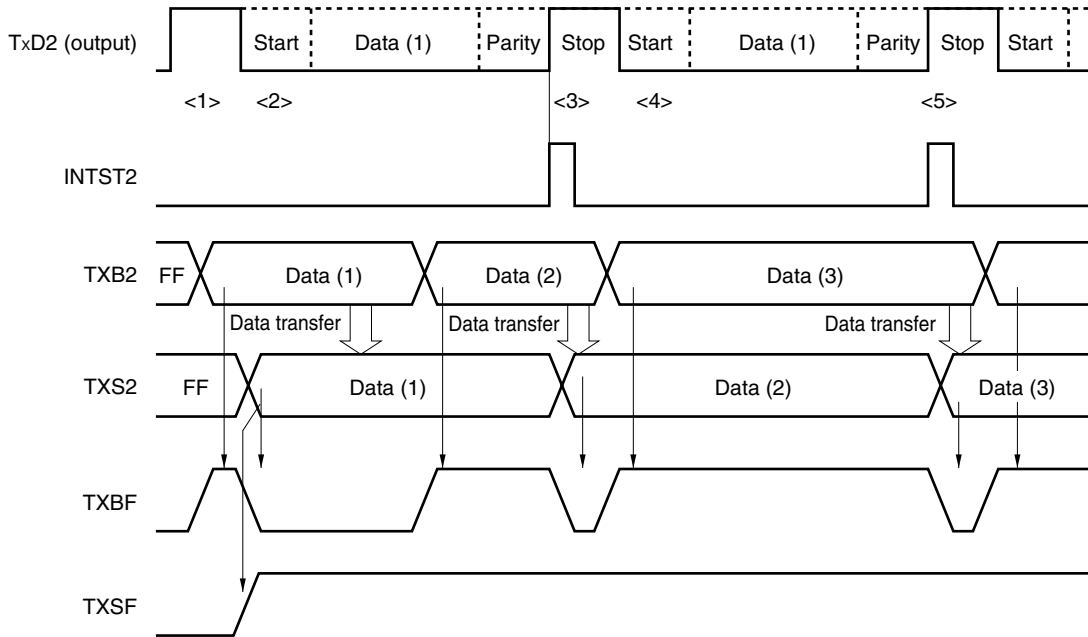 TxD2 (output) Start Data (1) Parity Stop Start Data (1) Parity Stop Start
<1> <2> <3> <4> <5>
INTST2
TXB2 FF Data (1) Data (2) Data (3)
Data transfer Data transfer Data transfer
TXS2 FF Data (1) Data (2) Data (3)
TXBF
TXSF